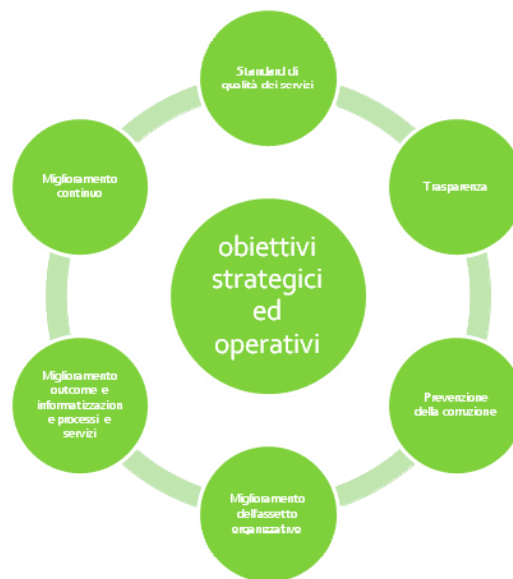 Standard di
qualità dei servizi
Trasparenza
Prevenzione
della corruzione
Miglioramento
dell'assetto
organizzativo
Miglioramento
outcome e
informatizzazion
e processi e
servizi
Miglioramento
continuo
obiettivi
strategici
ed
operativi